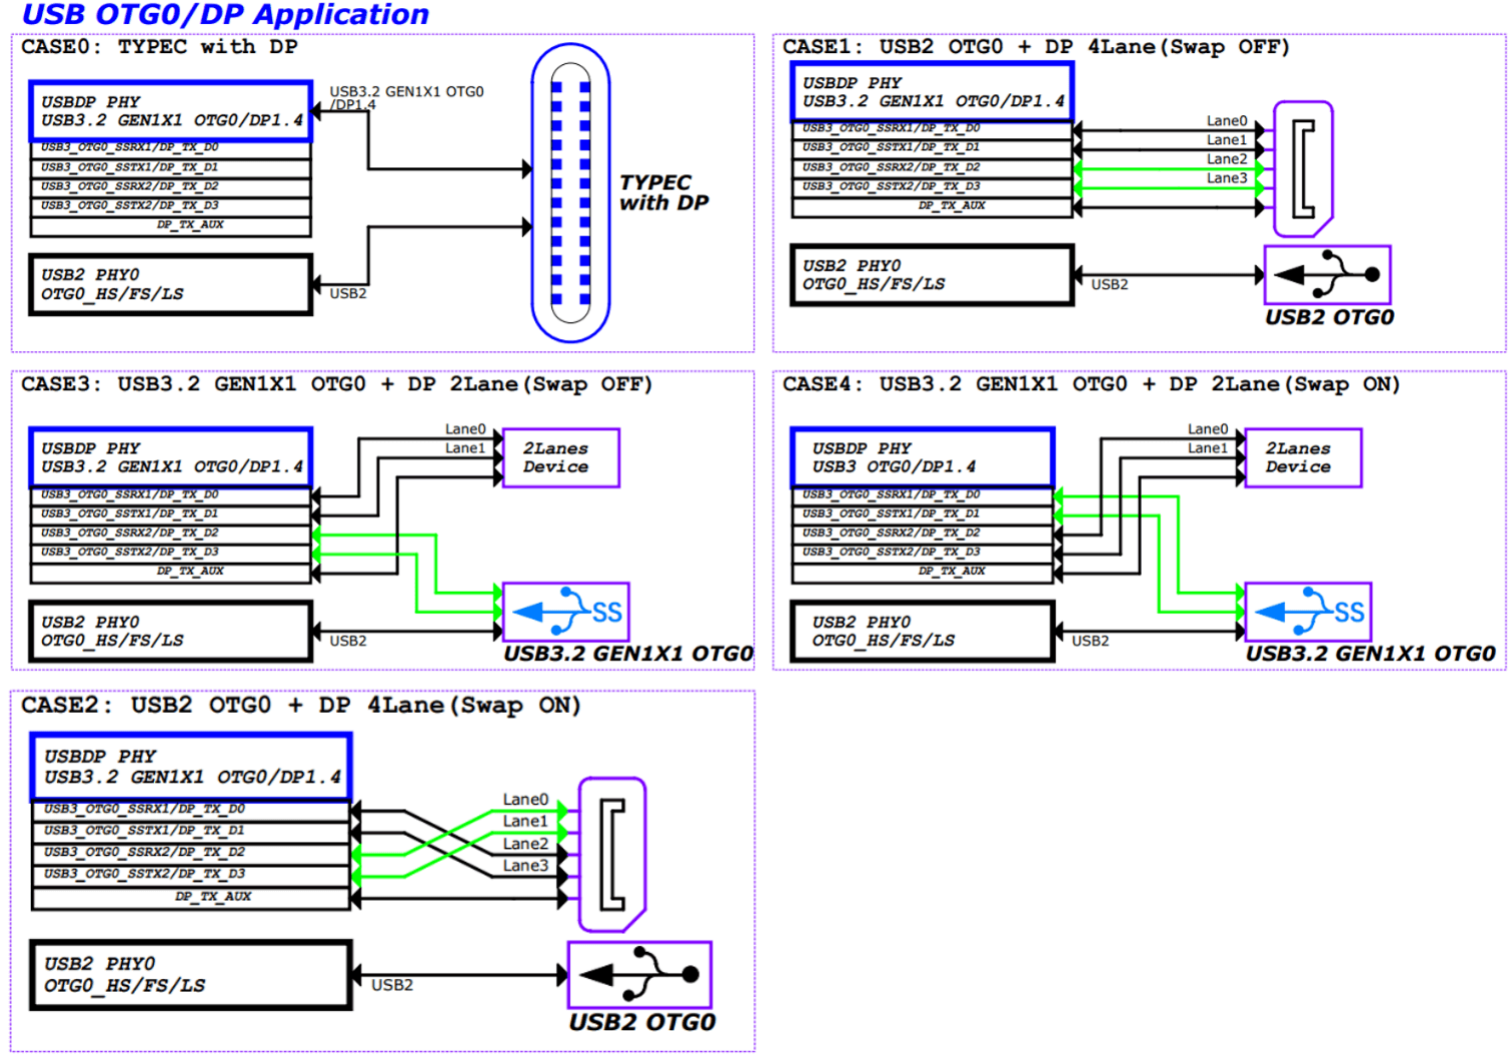 USB OTG0/DP Application
CASE0: TYPEC with DP
USBDP PHY
USB3.2 GEN1X1 OTG0/DP1.4
USB3_OTG0_SSRX1/DP_TX_D0
USB3_OTG0_SSTX1/DP_TX_D1
USB3_OTG0_SSRX2/DP_TX_D2
USB3_OTG0_SSTX2/DP_TX_D3
DP_TX_AUX
USB2 PHY0
OTG0_HS/FS/LS
USB3.2 GEN1X1 OTG0
/DP1.4
USB2
TYPEC
with DP
CASE1: USB2 OTG0 + DP 4Lane(Swap OFF)
USBDP PHY
USB3.2 GEN1X1 OTG0/DP1.4
USB3_OTG0_SSRX1/DP_TX_D0
USB3_OTG0_SSTX1/DP_TX_D1
USB3_OTG0_SSRX2/DP_TX_D2
USB3_OTG0_SSTX2/DP_TX_D3
DP_TX_AUX
Lane0
Lane1
Lane2
Lane3
USB2 PHY0
OTG0_HS/FS/LS
USB2
USB2 OTG0
CASE3: USB3.2 GEN1X1 OTG0 + DP 2Lane(Swap OFF)
USBDP PHY
USB3.2 GEN1X1 OTG0/DP1.4
USB3_OTG0_SSRX1/DP_TX_D0
USB3_OTG0_SSTX1/DP_TX_D1
USB3_OTG0_SSRX2/DP_TX_D2
USB3_OTG0_SSTX2/DP_TX_D3
DP_TX_AUX
Lane0
Lane1
2Lanes
Device
USB2 PHY0
OTG0_HS/FS/LS
USB2
SS
USB3.2 GEN1X1 OTG0
CASE4: USB3.2 GEN1X1 OTG0 + DP 2Lane(Swap ON)
USBDP PHY
USB3 OTG0/DP1.4
USB3_OTG0_SSRX1/DP_TX_D0
USB3_OTG0_SSTX1/DP_TX_D1
USB3_OTG0_SSRX2/DP_TX_D2
USB3_OTG0_SSTX2/DP_TX_D3
DP_TX_AUX
Lane0
Lane1
2Lanes
Device
USB2 PHY0
OTG0_HS/FS/LS
USB2
SS
USB3.2 GEN1X1 OTG0
CASE2: USB2 OTG0 + DP 4Lane(Swap ON)
USBDP PHY
USB3.2 GEN1X1 OTG0/DP1.4
USB3_OTG0_SSRX1/DP_TX_D0
USB3_OTG0_SSTX1/DP_TX_D1
USB3_OTG0_SSRX2/DP_TX_D2
USB3_OTG0_SSTX2/DP_TX_D3
DP_TX_AUX
Lane0
Lane1
Lane2
Lane3
USB2 PHY0
OTG0_HS/FS/LS
USB2
USB2 OTG0